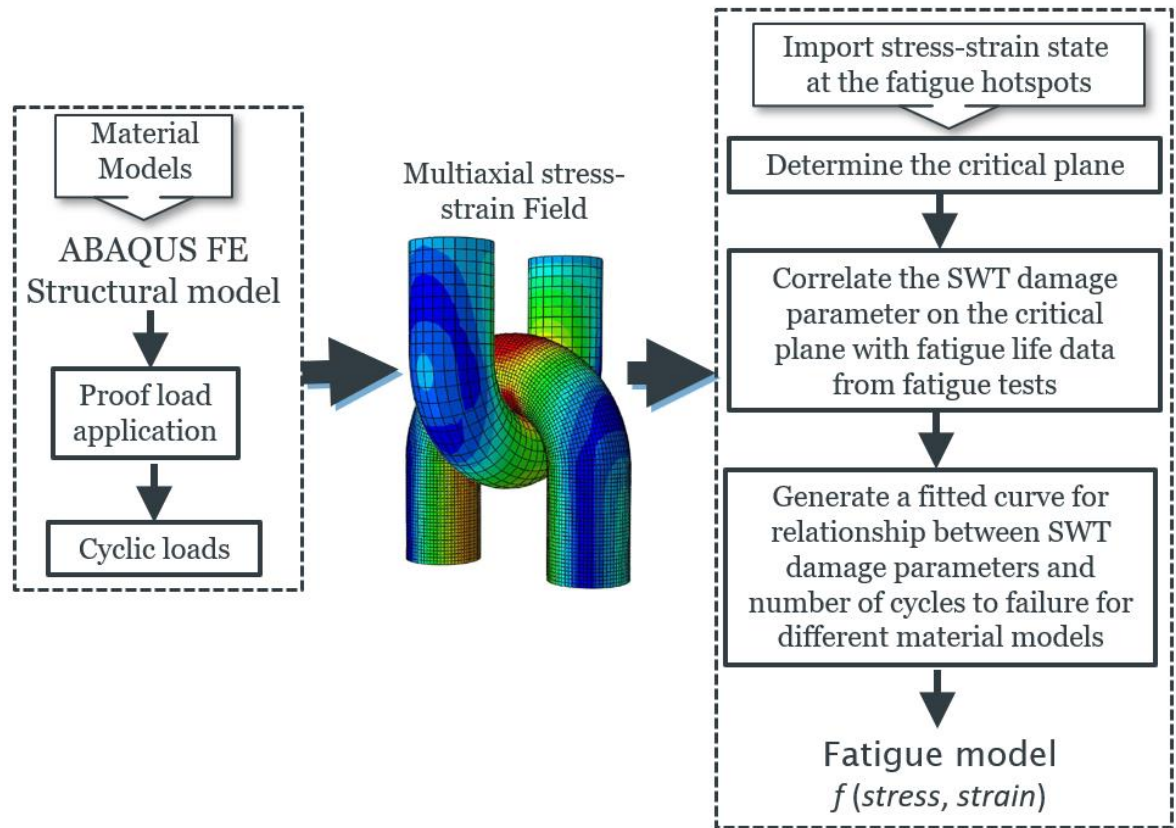 Material
Models
ABAQUS FE
Structural model
Proof load
application
Cyclic loads
Multiaxial stress-
strain Field
Import stress-strain state
at the fatigue hotspots
Determine the critical plane
Correlate the SWT damage
parameter on the critical
plane with fatigue life data
from fatigue tests
Generate a fitted curve for
relationship between SWT
damage parameters and
number of cycles to failure for
different material models
Fatigue model
f (stress, strain)